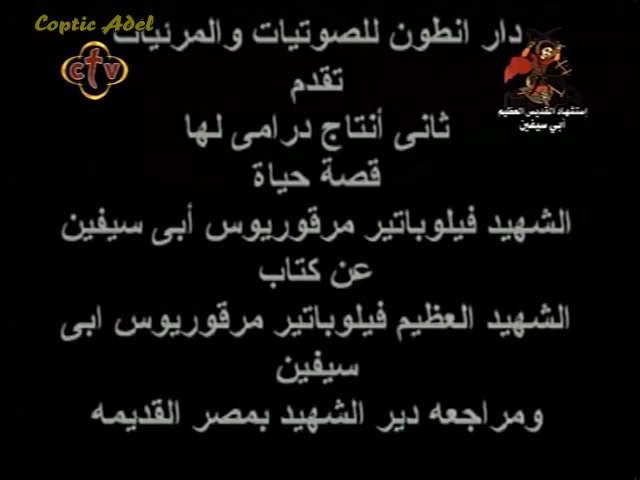 Coptic Adel
دار انطون للصوتيات والمرئيات
ctv
تقدم
إستشهاد القديس العظيم
أبي سيفين
ثانى أنتاج درامى لها
قصة حياة
الشهيد فيلوباتير مرقوريوس أبى سيفين
عن كتاب
الشهيد العظيم فيلوباتير مرقوريوس ابى
سيفين
ومراجعه دير الشهيد بمصر القديمه